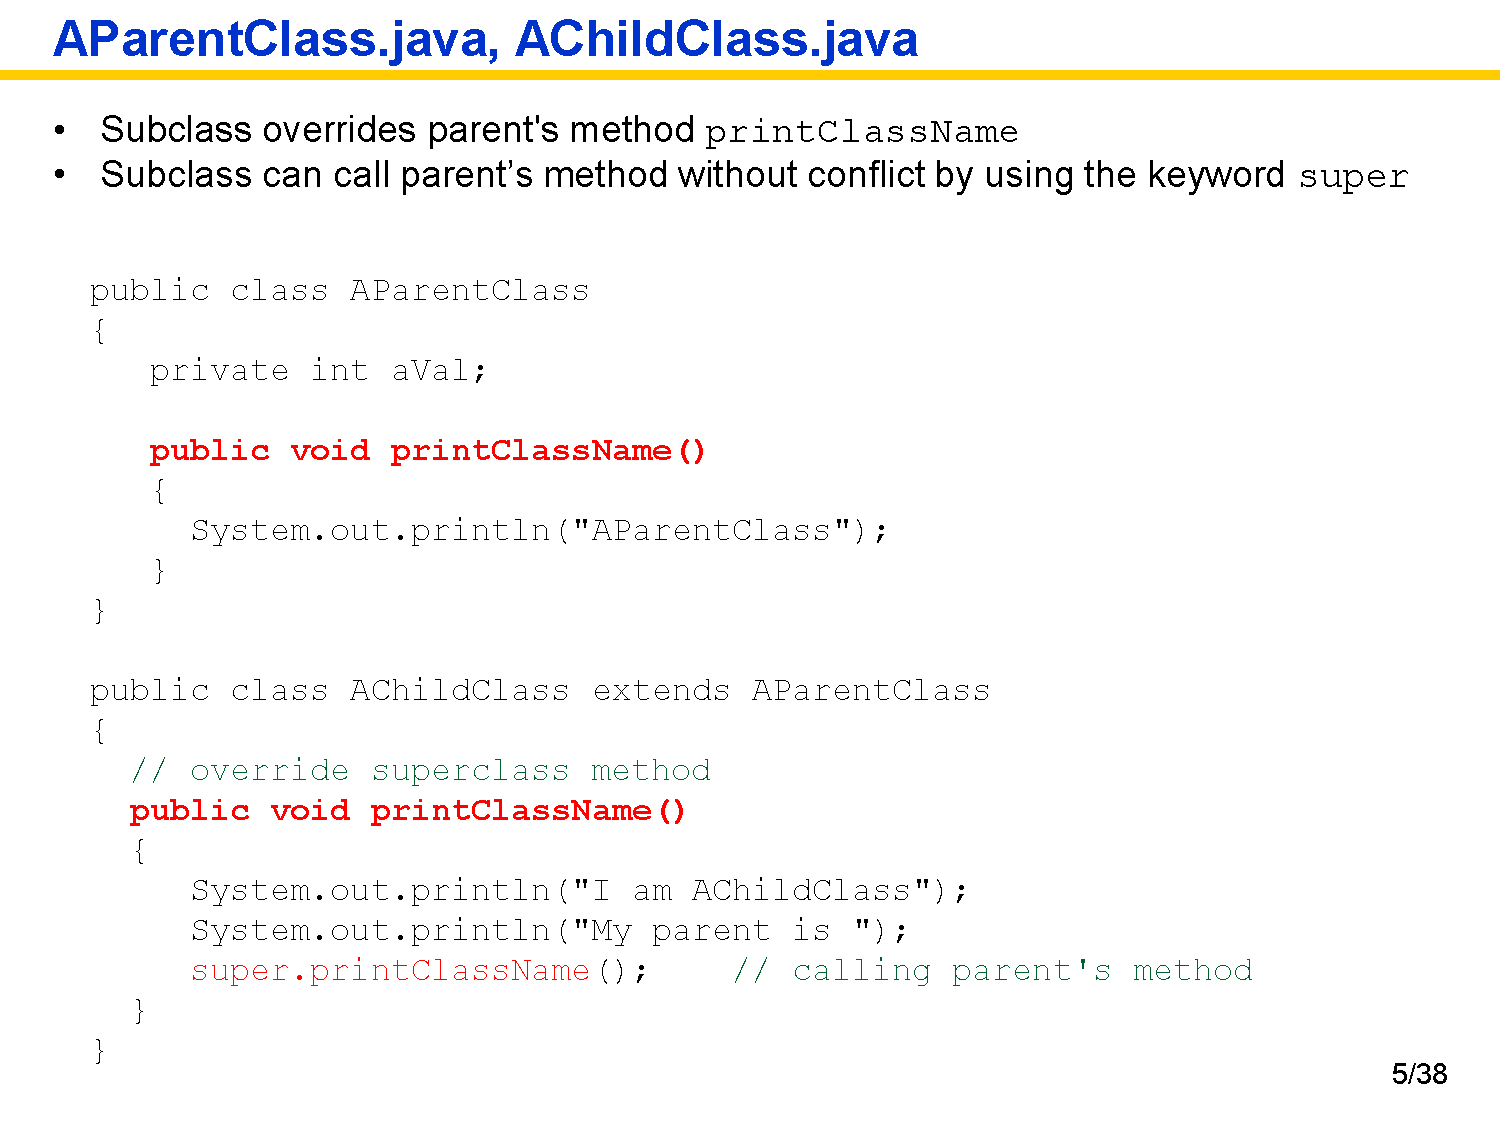 AParentClass.java, AChildClass.java
• Subclass overrides parent's method printClassName
• Subclass can call parent’s method without conflict by using the keyword super
public class AParentClass
{
private int aVal;
public void printClassName()
{
System.out.println("AParentClass");
}
}
public class AChildClass extends AParentClass
{
// override superclass method
public void printClassName()
{
System.out.println("I am AChildClass");
System.out.println("My parent is ");
super.printClassName(); // calling parent's method
}
}
5/38